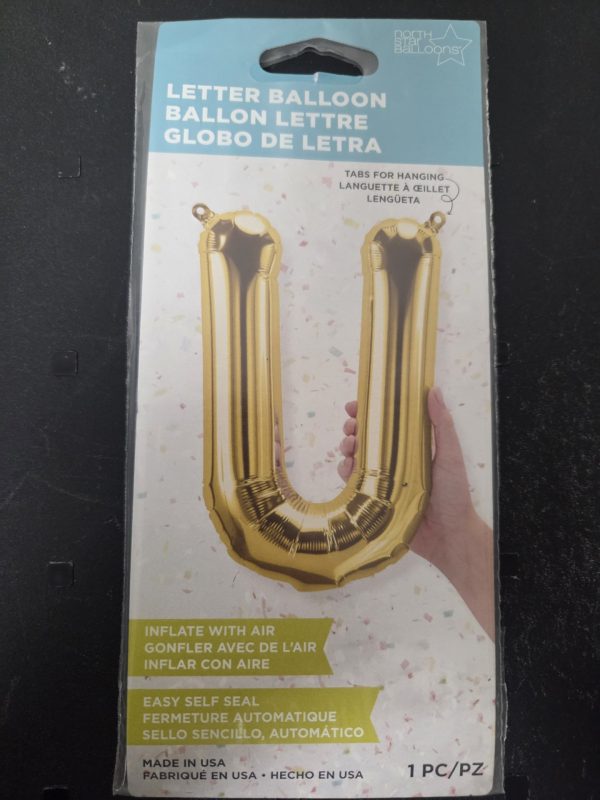 north
star
balloons
LETTER BALLOON
BALLON LETTRE
GLOBO DE LETRA
TABS FOR HANGING
LANGUETTE À ŒILLET
LENGÜETA
U
INFLATE WITH AIR
GONFLER AVEC DE L'AIR
INFLAR CON AIRE
EASY SELF SEAL
FERMETURE AUTOMATIQUE
SELLO SENCILLO, AUTOMÁTICO
MADE IN USA
FABRIQUÉ EN USA • HECHO EN USA
1 PC/PZ